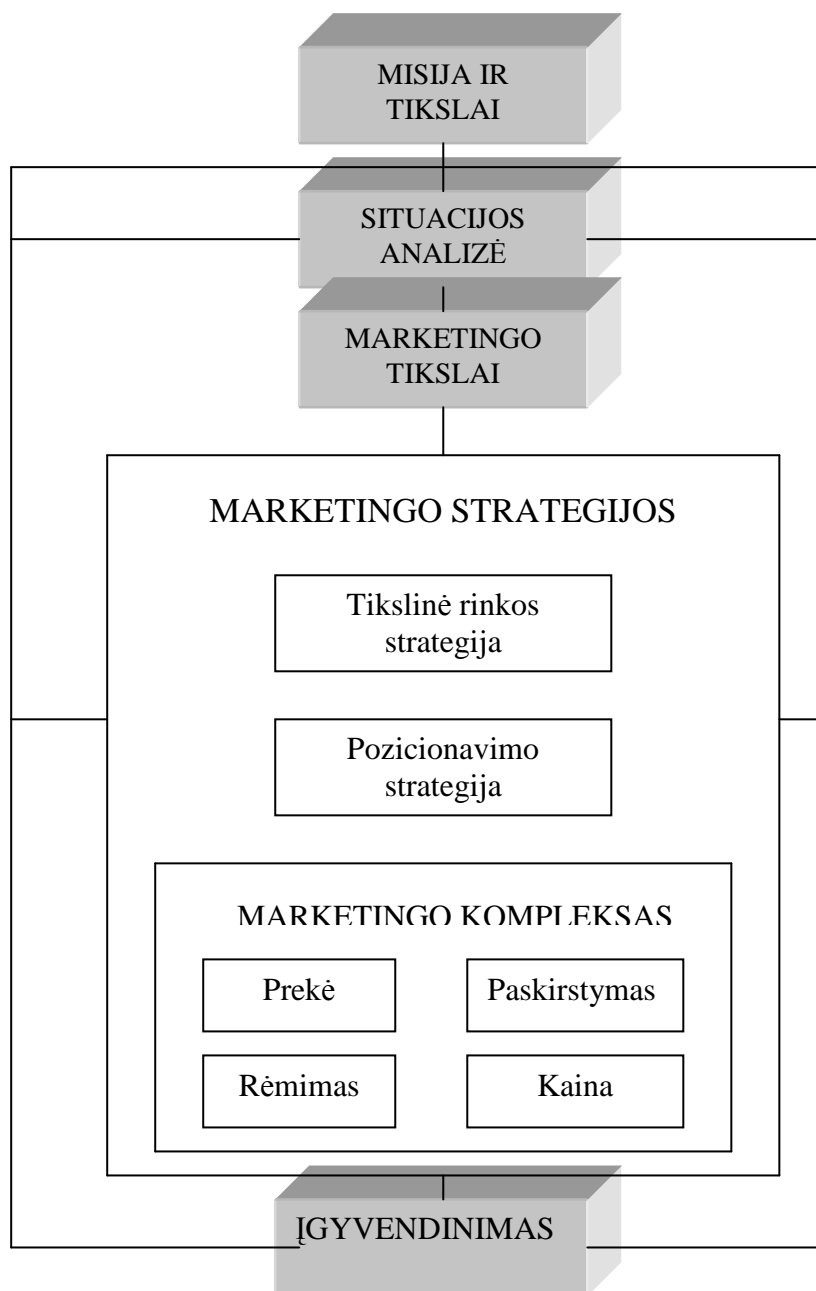 MISIJA IR
TIKSLAI
SITUACIJOS
ANALIZĖ
MARKETINGO
TIKSLAI
MARKETINGO STRATEGIJOS
Tikslinė rinkos
strategija
Pozicionavimo
strategija
MARKETINGO KOMPLEKSAS
Prekė
Paskirstymas
Rėmimas
Kaina
ĮGYVENDINIMAS